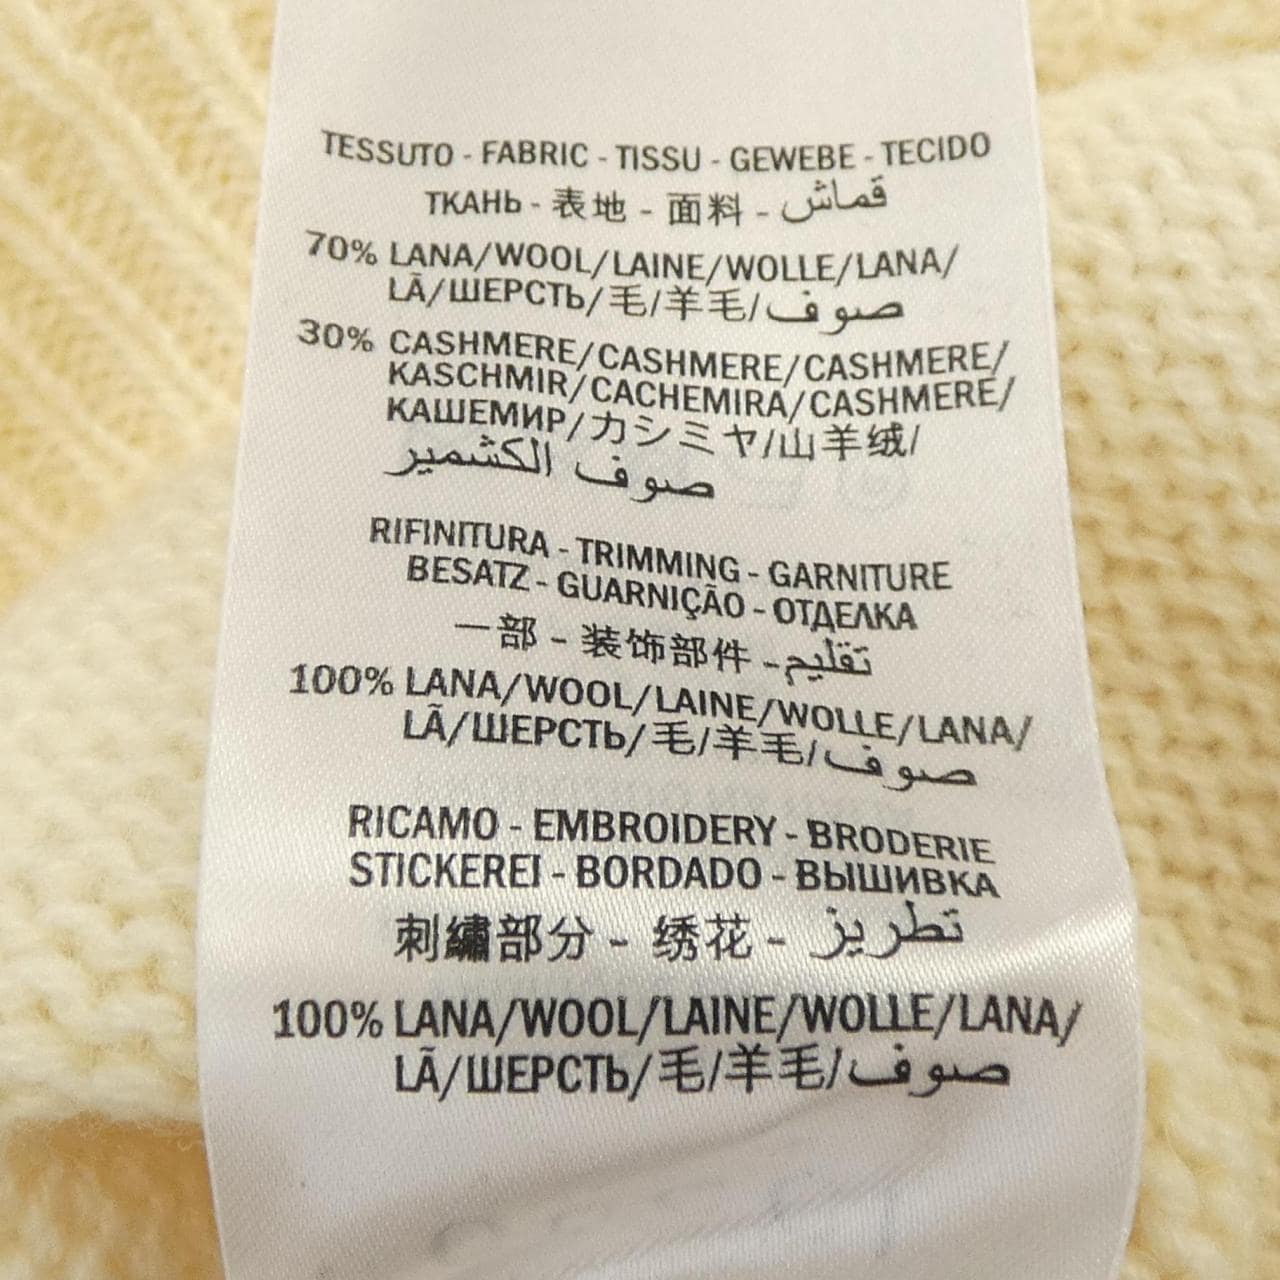 TESSUTO - FABRIC - TISSU - GEWEBE - TECIDO
ТКАНЬ - 表地 - 面料 - قماش
70% LANA/WOOL/LAINE/WOLLE/LANA/
LÃ/ШЕРСТЬ/毛/羊毛/صوف
30% CASHMERE/CASHMERE/CASHMERE/
KASCHMIR/CACHEMIRA/CASHMERE/
КАШЕМИР/カシミヤ/山羊绒/
صوف الكشمير
RIFINITURA - TRIMMING - GARNITURE
BESATZ - GUARNIÇÃO - ОТДЕЛКА
一部 - 装饰部件 - تقليم
100% LANA/WOOL/LAINE/WOLLE/LANA/
LÃ/ШЕРСТЬ/毛/羊毛/صوف
RICAMO - EMBROIDERY - BRODERIE
STICKEREI - BORDADO - ВЫШИВКА
刺繡部分 - 绣花 - تطريز
100% LANA/WOOL/LAINE/WOLLE/LANA/
LÃ/ШЕРСТЬ/毛/羊毛/صوف